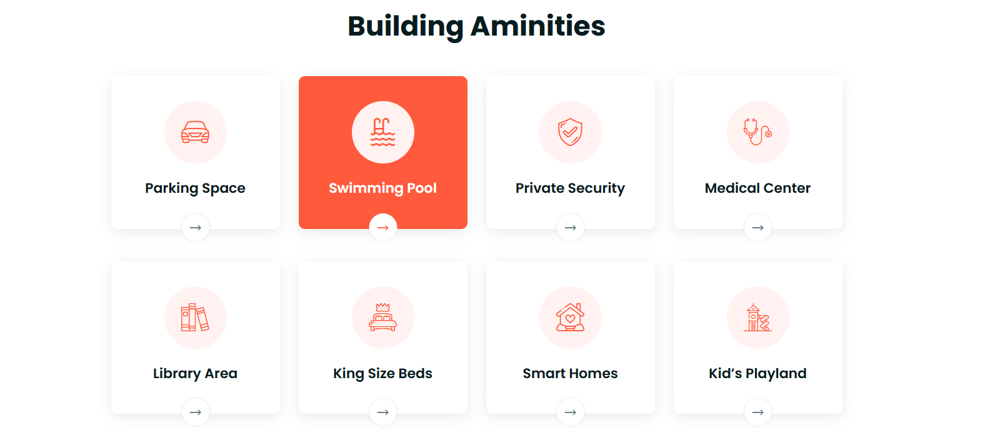 Building Aminities
Parking Space
Swimming Pool
Private Security
Medical Center
Library Area
King Size Beds
Smart Homes
Kid’s Playland